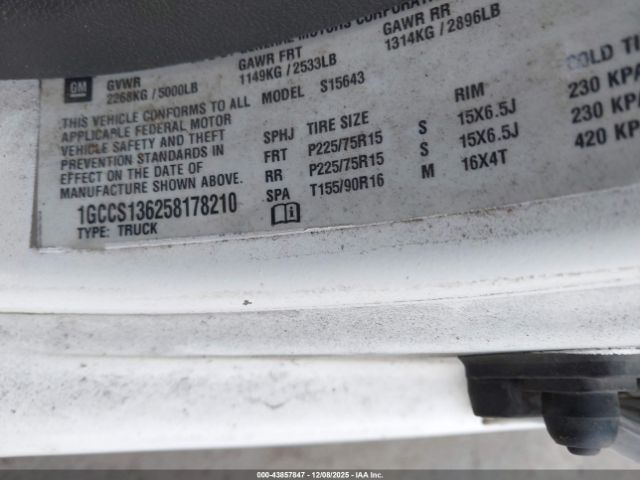 GENERAL MOTORS CORPORATION
GM
GVWR
2268KG / 5000LB
GAWR FRT
1149KG / 2533LB
GAWR RR
1314KG / 2896LB
THIS VEHICLE CONFORMS TO ALL
APPLICABLE FEDERAL MOTOR
VEHICLE SAFETY AND THEFT
PREVENTION STANDARDS IN
EFFECT ON THE DATE OF
MANUFACTURE SHOWN ABOVE.
1GCCS136258178210
TYPE: TRUCK
MODEL S15643
SPHJ TIRE SIZE RIM COLD TI
FRT P225/75R15 S 15X6.5J 230 KPA
RR P225/75R15 S 15X6.5J 230 KPA
SPA T155/90R16 M 16X4T 420 KP
000-43857847 - 12/08/2025 - IAA Inc.